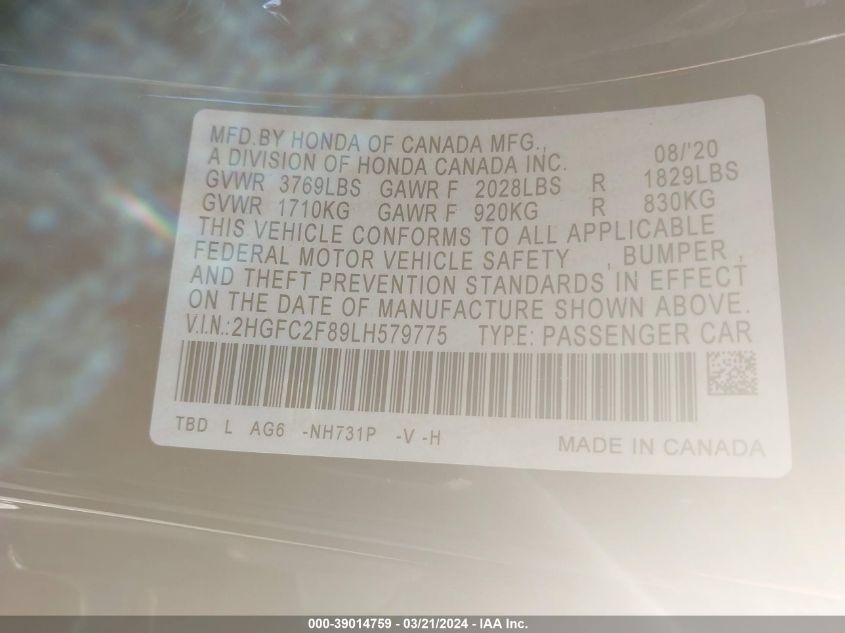 MFD.BY HONDA OF CANADA MFG., 08/'20
A DIVISION OF HONDA CANADA INC.
GVWR 3769LBS GAWR F 2028LBS R 1829LBS
GVWR 1710KG GAWR F 920KG R 830KG
THIS VEHICLE CONFORMS TO ALL APPLICABLE
FEDERAL MOTOR VEHICLE SAFETY , BUMPER ,
AND THEFT PREVENTION STANDARDS IN EFFECT
ON THE DATE OF MANUFACTURE SHOWN ABOVE.
V.I.N.:2HGFC2F89LH579775 TYPE: PASSENGER CAR
TBD L AG6 -NH731P -V -H
MADE IN CANADA
000-39014759 - 03/21/2024 - IAA Inc.